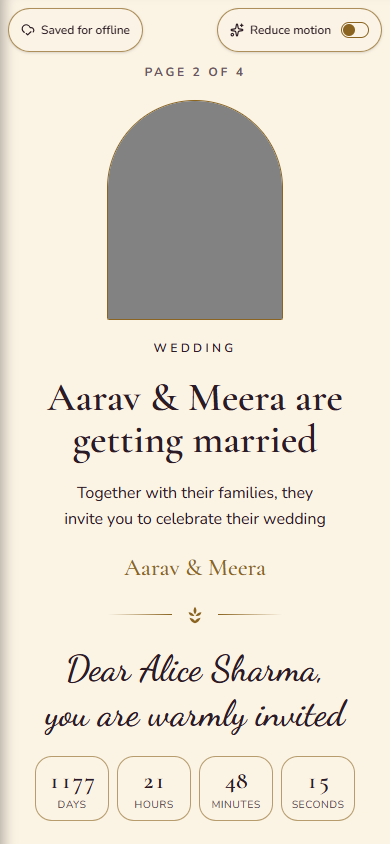 Saved for offline
Reduce motion
PAGE 2 OF 4
WEDDING
Aarav & Meera are
getting married
Together with their families, they
invite you to celebrate their wedding
Aarav & Meera
Dear Alice Sharma,
you are warmly invited
1177 21 48 15
DAYS HOURS MINUTES SECONDS